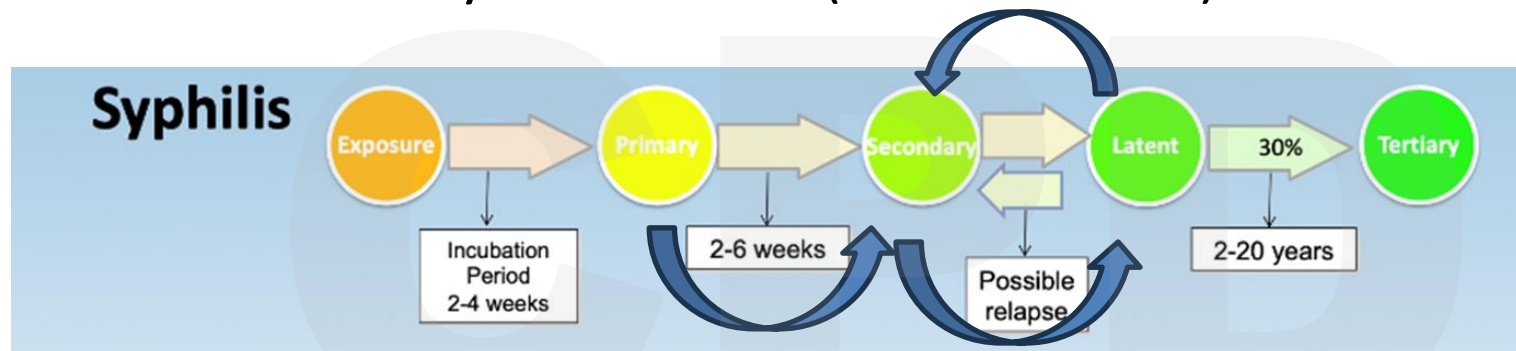 Syphilis
Exposure
Primary
Secondary
Latent
30%
Tertiary
Incubation
Period
2-4 weeks
2-6 weeks
Possible
relapse
2-20 years